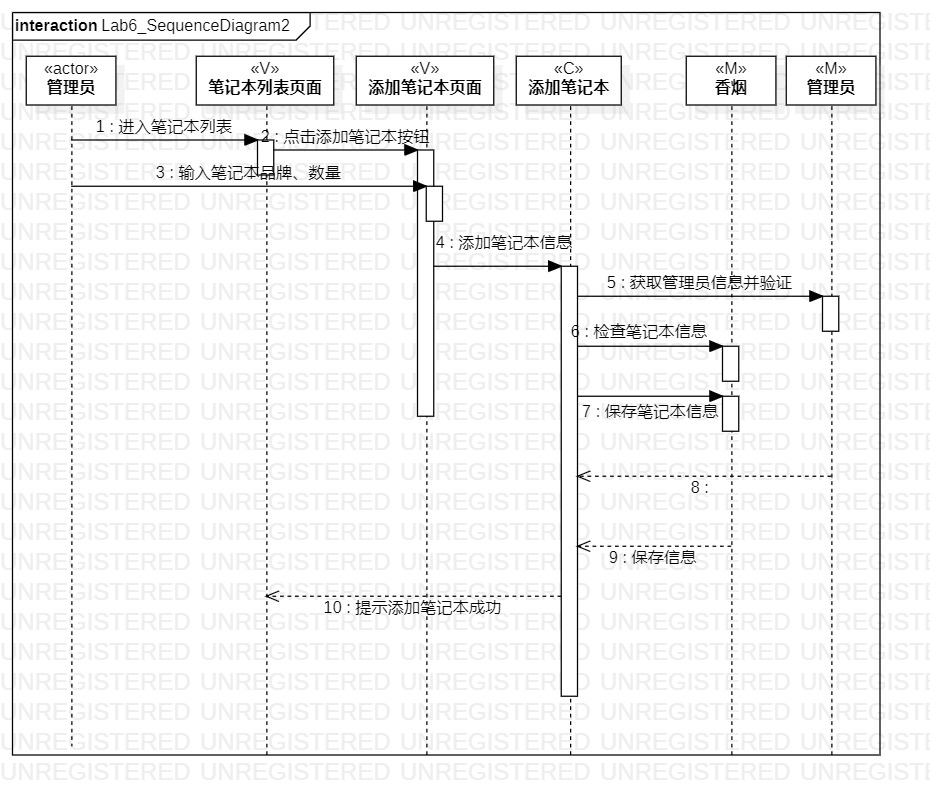 interaction Lab6_SequenceDiagram2
«actor»
管理员
«V»
笔记本列表页面
«V»
添加笔记本页面
«C»
添加笔记本
«M»
香烟
«M»
管理员
1 : 进入笔记本列表
2 : 点击添加笔记本按钮
3 : 输入笔记本品牌、数量
4 : 添加笔记本信息
5 : 获取管理员信息并验证
6 : 检查笔记本信息
7 : 保存笔记本信息
8 :
9 : 保存信息
10 : 提示添加笔记本成功
UNREGISTERED